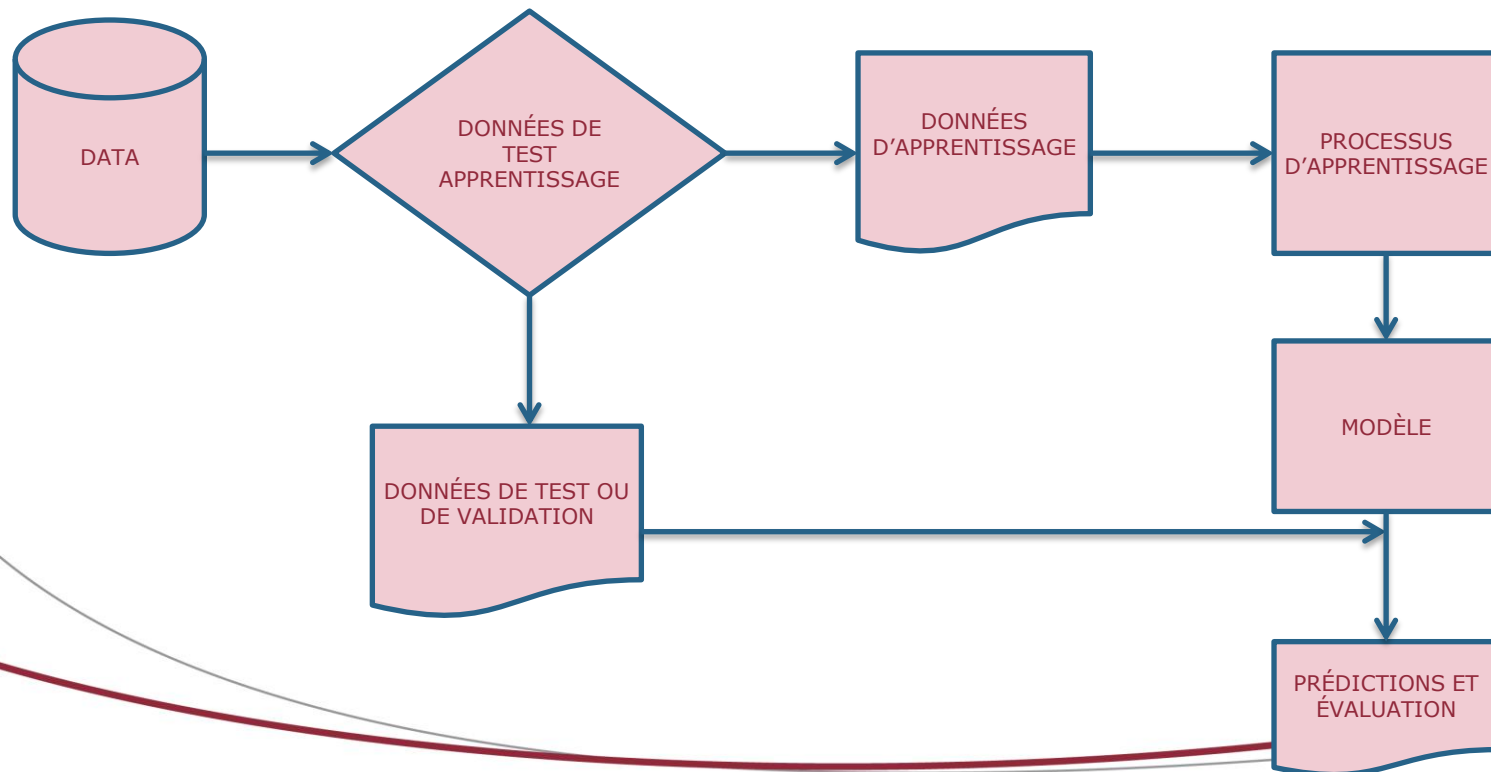 DATA
DONNÉES DE
TEST
APPRENTISSAGE
DONNÉES
D’APPRENTISSAGE
PROCESSUS
D’APPRENTISSAGE
MODÈLE
DONNÉES DE TEST OU
DE VALIDATION
PRÉDICTIONS ET
ÉVALUATION